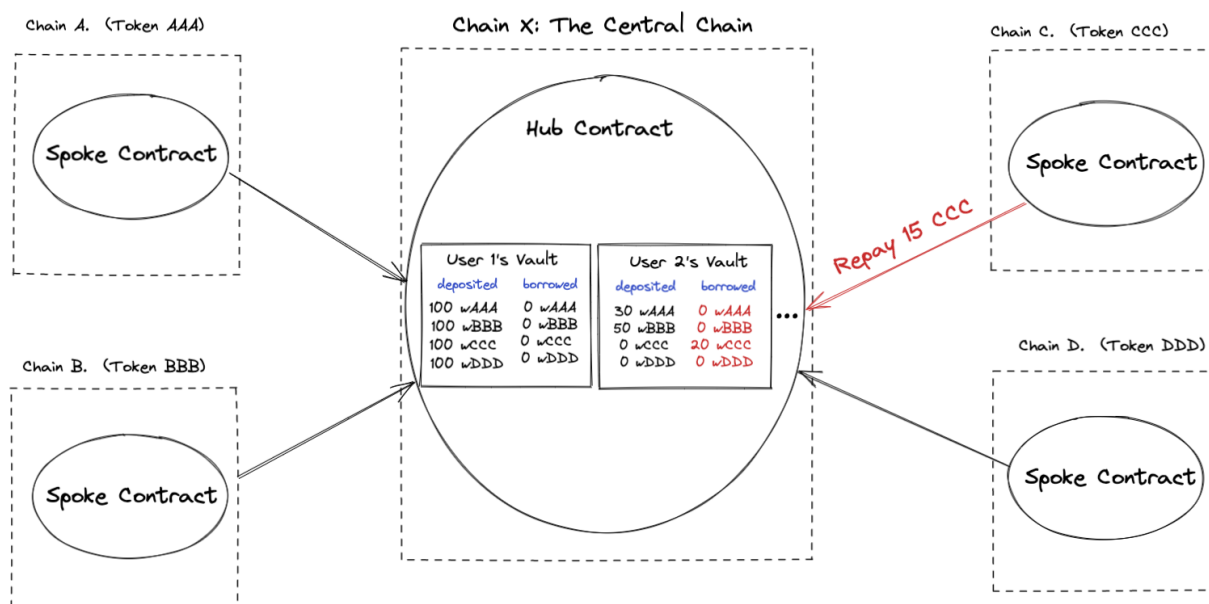 Chain A. (Token AAA)
Spoke Contract
Chain B. (Token BBB)
Spoke Contract
Chain X: The Central Chain
Hub Contract
User 1's Vault
deposited borrowed
100 wAAA 0 wAAA
100 wBBB 0 wBBB
100 wCCC 0 wCCC
100 wDDD 0 wDDD
User 2's Vault
deposited borrowed
30 wAAA 0 wAAA
50 wBBB 0 wBBB
0 wCCC 20 wCCC
0 wDDD 0 wDDD
...
Repay 15 CCC
Chain C. (Token CCC)
Spoke Contract
Chain D. (Token DDD)
Spoke Contract